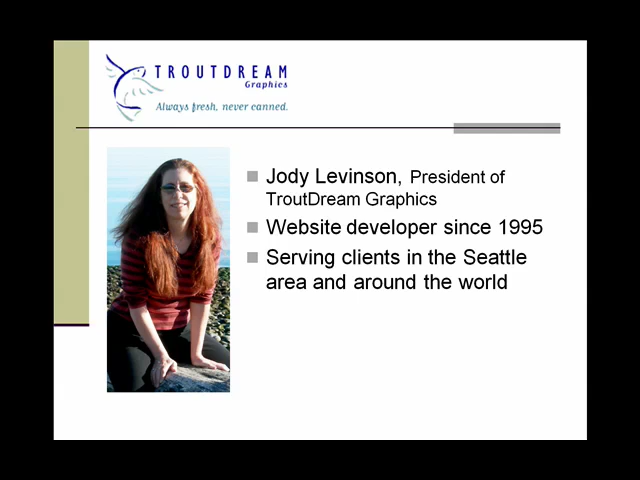 TROUTDREAM
Graphics
Always fresh, never canned.
Jody Levinson, President of
TroutDream Graphics
Website developer since 1995
Serving clients in the Seattle
area and around the world